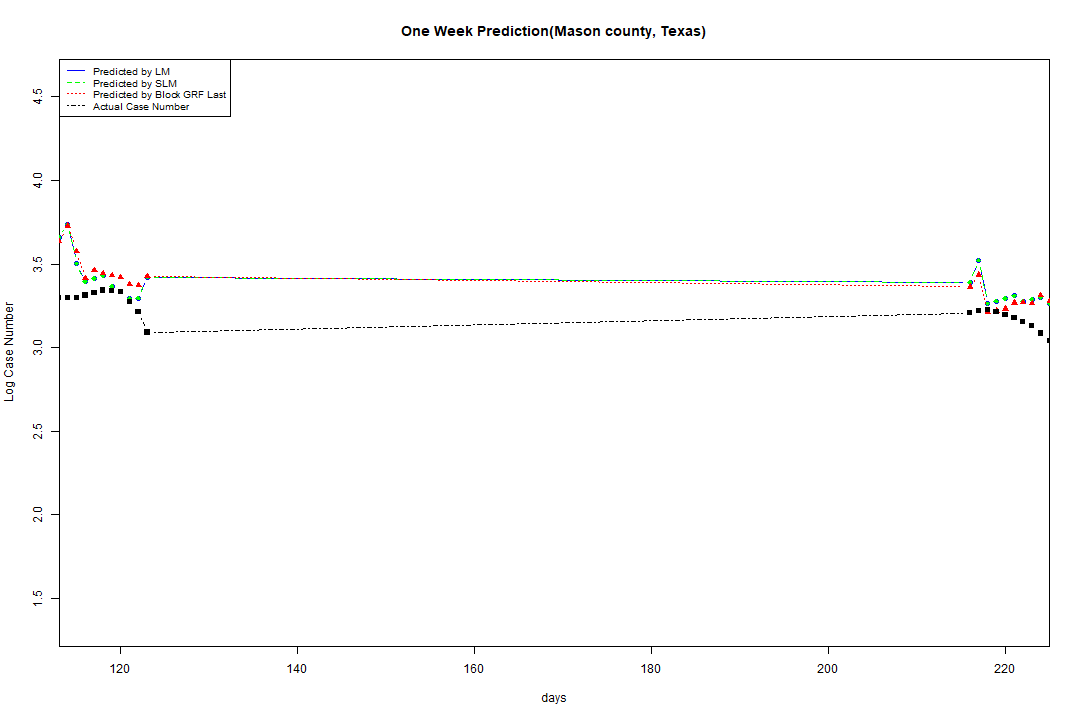 One Week Prediction(Mason county, Texas)
Predicted by LM
Predicted by SLM
Predicted by Block GRF Last
Actual Case Number
4.5
4.0
3.5
3.0
2.5
2.0
1.5
Log Case Number
120 140 160 180 200 220
days